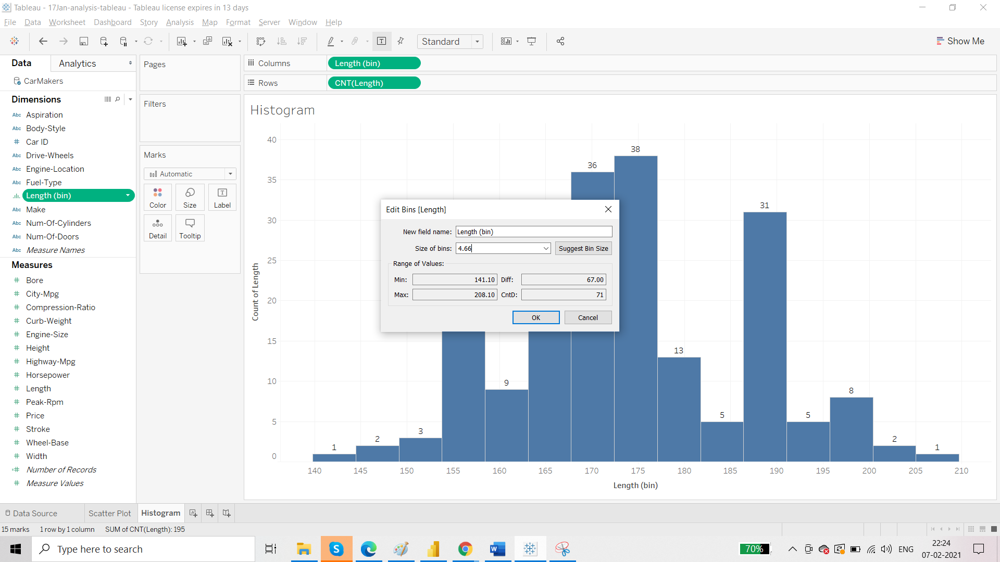 Tableau - 17Jan-analysis-tableau - Tableau license expires in 13 days
File Data Worksheet Dashboard Story Analysis Map Format Server Window Help
Standard
Show Me
Data Analytics
CarMakers
Dimensions
Abc Aspiration
Abc Body-Style
# Car ID
Abc Drive-Wheels
Abc Engine-Location
Abc Fuel-Type
Length (bin)
Abc Make
Abc Num-Of-Cylinders
Abc Num-Of-Doors
Abc Measure Names
Measures
# Bore
# City-Mpg
# Compression-Ratio
# Curb-Weight
# Engine-Size
# Height
# Highway-Mpg
# Horsepower
# Length
# Peak-Rpm
# Price
# Stroke
# Wheel-Base
# Width
=# Number of Records
# Measure Values
Pages
Filters
Marks
Automatic
Color Size Label
Detail Tooltip
Columns Length (bin)
Rows CNT(Length)
Histogram
Count of Length
40
35
30
25
20
15
10
5
0
1 2 3 9 36 38 13 5 31 5 8 2 1
140 145 150 155 160 165 170 175 180 185 190 195 200 205 210
Length (bin)
Edit Bins [Length]
New field name: Length (bin)
Size of bins: 4.66 Suggest Bin Size
Range of Values:
Min: 141.10 Diff: 67.00
Max: 208.10 CntD: 71
OK Cancel
Data Source Scatter Plot Histogram
15 marks 1 row by 1 column SUM of CNT(Length): 195
Type here to search
70%
ENG
22:24
07-02-2021